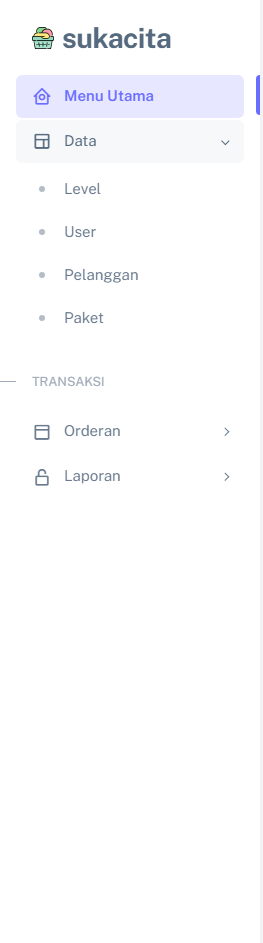 sukacita
Menu Utama
Data
Level
User
Pelanggan
Paket
TRANSAKSI
Orderan
Laporan